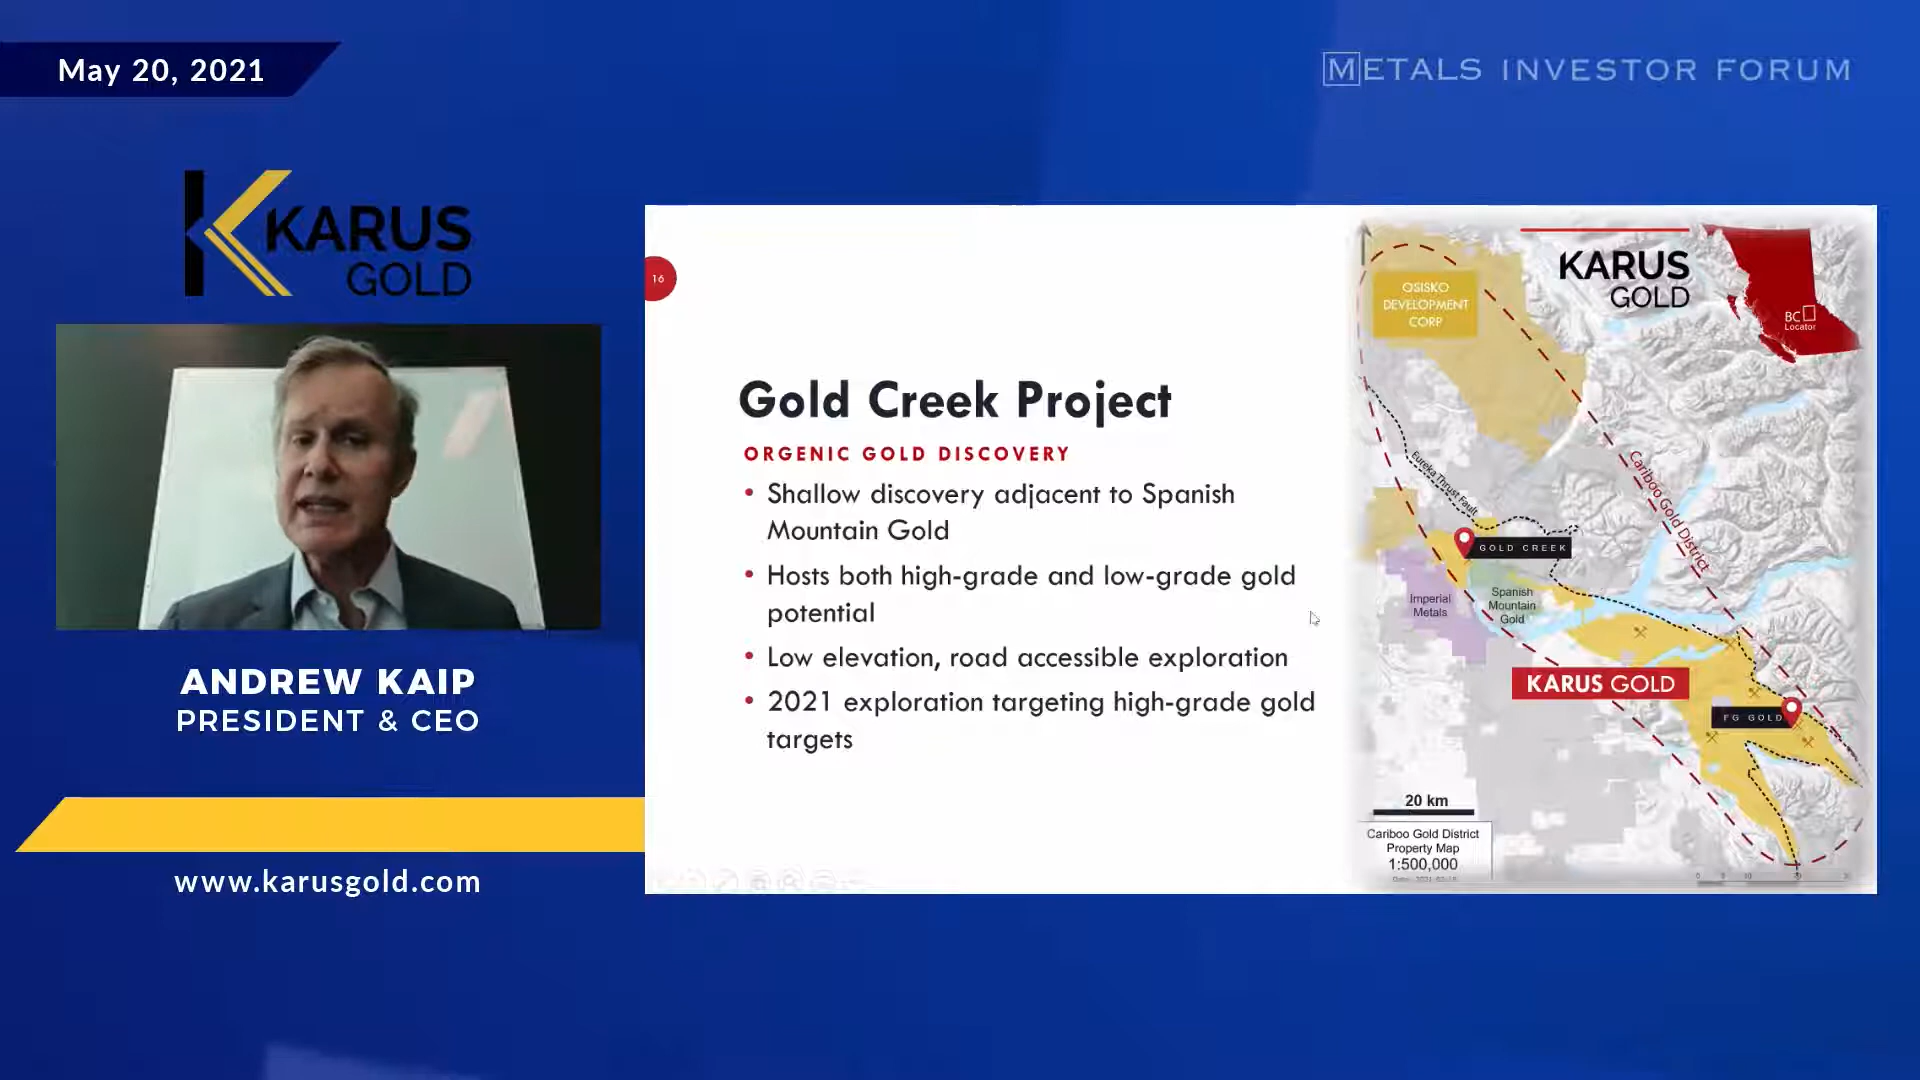 May 20, 2021
METALS INVESTOR FORUM
KARUS
GOLD
ANDREW KAIP
PRESIDENT & CEO
www.karusgold.com
16
Gold Creek Project
ORGENIC GOLD DISCOVERY
• Shallow discovery adjacent to Spanish
Mountain Gold
• Hosts both high-grade and low-grade gold
potential
• Low elevation, road accessible exploration
• 2021 exploration targeting high-grade gold
targets
KARUS
GOLD
OSISKO
DEVELOPMENT
CORP
BC
Locator
Eureka Thrust Fault
Cariboo Gold District
GOLD CREEK
Imperial
Metals
Spanish
Mountain
Gold
KARUS GOLD
FG GOLD
20 km
Cariboo Gold District
Property Map
1:500,000